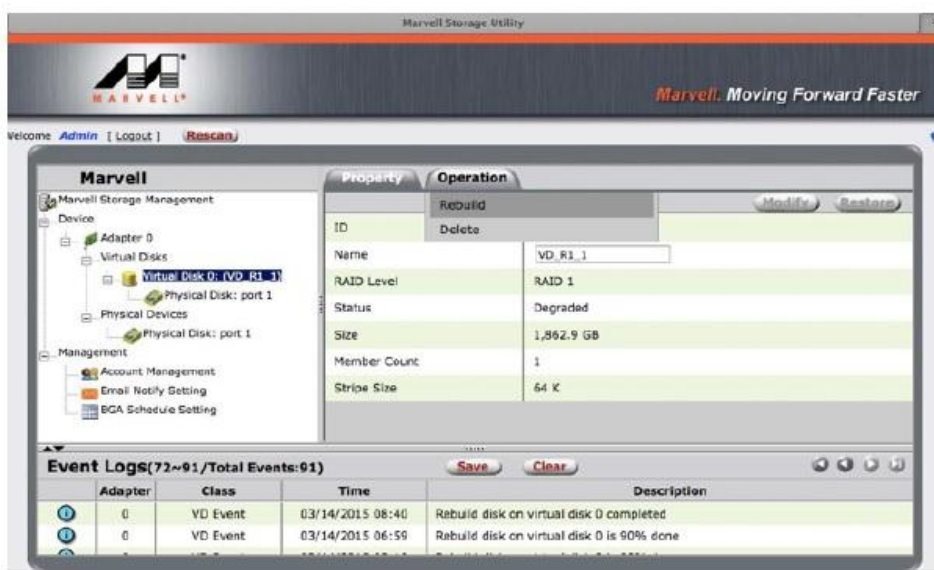 Marvell Storage Utility
MARVELL
Marvell. Moving Forward Faster
Welcome Admin [ Logout ] Rescan
Marvell
Marvell Storage Management
Device
Adapter 0
Virtual Disks
Virtual Disk 0: (VD_R1_1)
Physical Disk: port 1
Physical Devices
Physical Disk: port 1
Management
Account Management
Email Notify Setting
BGA Schedule Setting
Property Operation
Rebuild
Delete
Modify Restore
ID
Name VD_R1_1
RAID Level RAID 1
Status Degraded
Size 1,862.9 GB
Member Count 1
Stripe Size 64 K
Event Logs(72~91/Total Events:91) Save Clear
Adapter Class Time Description
0 VD Event 03/14/2015 08:40 Rebuild disk on virtual disk 0 completed
0 VD Event 03/14/2015 06:59 Rebuild disk on virtual disk 0 is 90% done